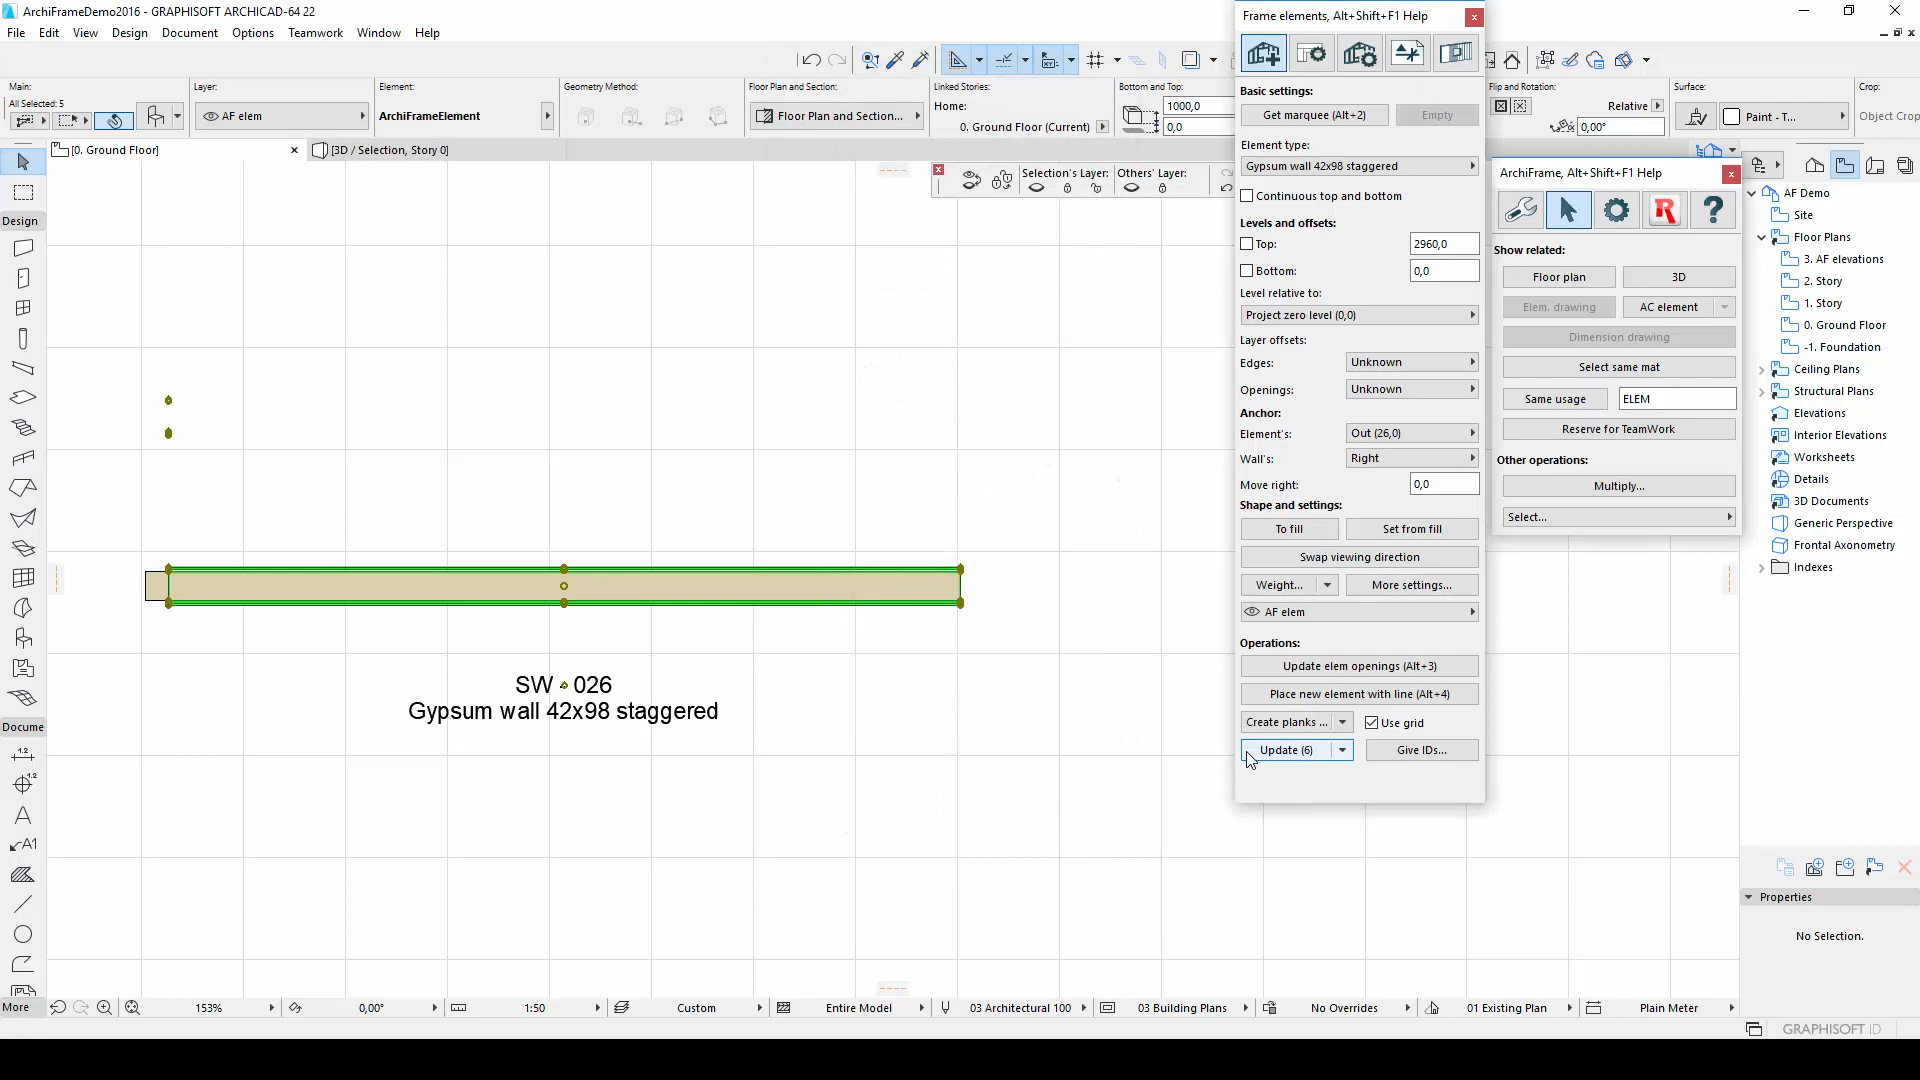 ArchiFrameDemo2016 - GRAPHISOFT ARCHICAD-64 22
File Edit View Design Document Options Teamwork Window Help
Main:
All Selected: 5
Layer:
AF elem
Element:
ArchiFrameElement
Geometry Method:
Floor Plan and Section:
Floor Plan and Section...
Linked Stories:
Home:
0. Ground Floor (Current)
Bottom and Top:
1000,0
0,0
Flip and Rotation:
Relative
0,00°
Surface:
Paint - T...
Crop:
Object Crop
[0. Ground Floor]
[3D / Selection, Story 0]
Selection's Layer:
Others' Layer:
Design
Docume
More
SW - 026
Gypsum wall 42x98 staggered
Frame elements, Alt+Shift+F1 Help
Basic settings:
Get marquee (Alt+2)
Empty
Element type:
Gypsum wall 42x98 staggered
Continuous top and bottom
Levels and offsets:
Top:
2960,0
Bottom:
0,0
Level relative to:
Project zero level (0,0)
Layer offsets:
Edges:
Unknown
Openings:
Unknown
Anchor:
Element's:
Out (26,0)
Wall's:
Right
Move right:
0,0
Shape and settings:
To fill
Set from fill
Swap viewing direction
Weight...
More settings...
AF elem
Operations:
Update elem openings (Alt+3)
Place new element with line (Alt+4)
Create planks ...
Use grid
Update (6)
Give IDs...
ArchiFrame, Alt+Shift+F1 Help
Show related:
Floor plan
3D
Elem. drawing
AC element
Dimension drawing
Select same mat
Same usage
ELEM
Reserve for TeamWork
Other operations:
Multiply...
Select...
AF Demo
Site
Floor Plans
3. AF elevations
2. Story
1. Story
0. Ground Floor
-1. Foundation
Ceiling Plans
Structural Plans
Elevations
Interior Elevations
Worksheets
Details
3D Documents
Generic Perspective
Frontal Axonometry
Indexes
Properties
No Selection.
153%
0,00°
1:50
Custom
Entire Model
03 Architectural 100
03 Building Plans
No Overrides
01 Existing Plan
Plain Meter
GRAPHISOFT ID